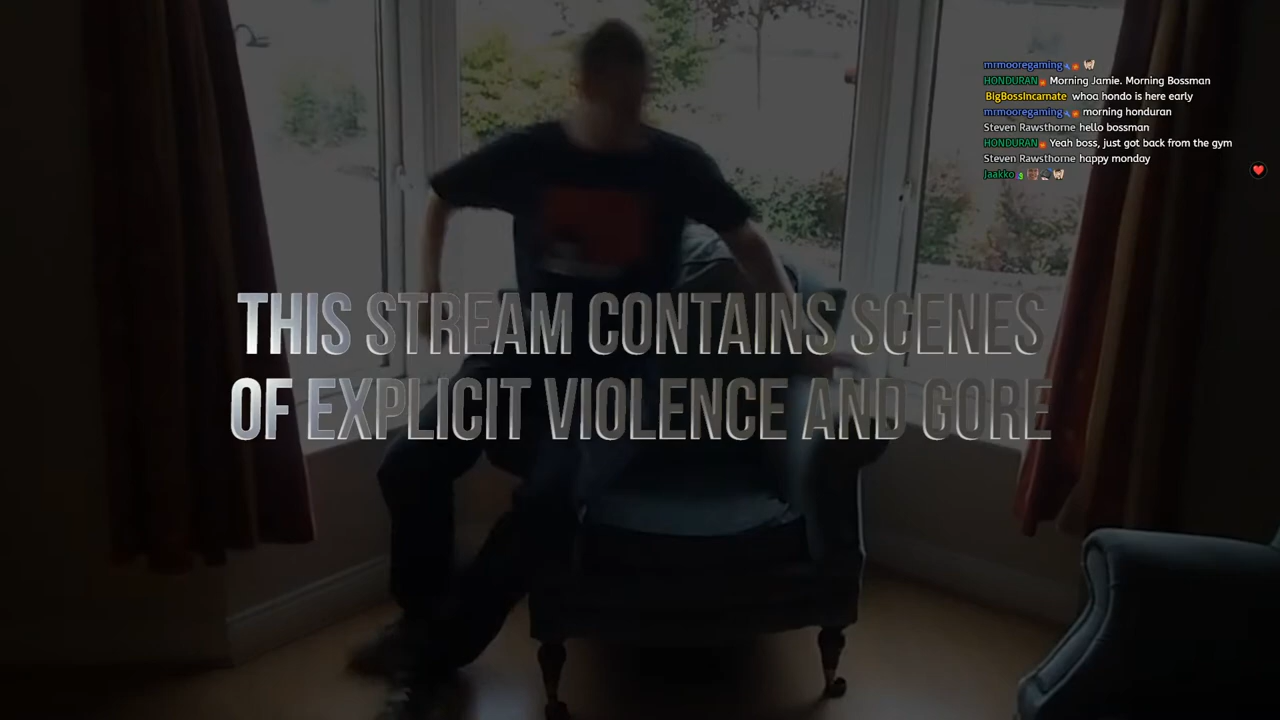 mrmooregaming
HONDURAN Morning Jamie. Morning Bossman
BigBossIncarnate whoa hondo is here early
mrmooregaming morning honduran
Steven Rawsthorne hello bossman
HONDURAN Yeah boss, just got back from the gym
Steven Rawsthorne happy monday
Jaakko
THIS STREAM CONTAINS SCENES
OF EXPLICIT VIOLENCE AND GORE